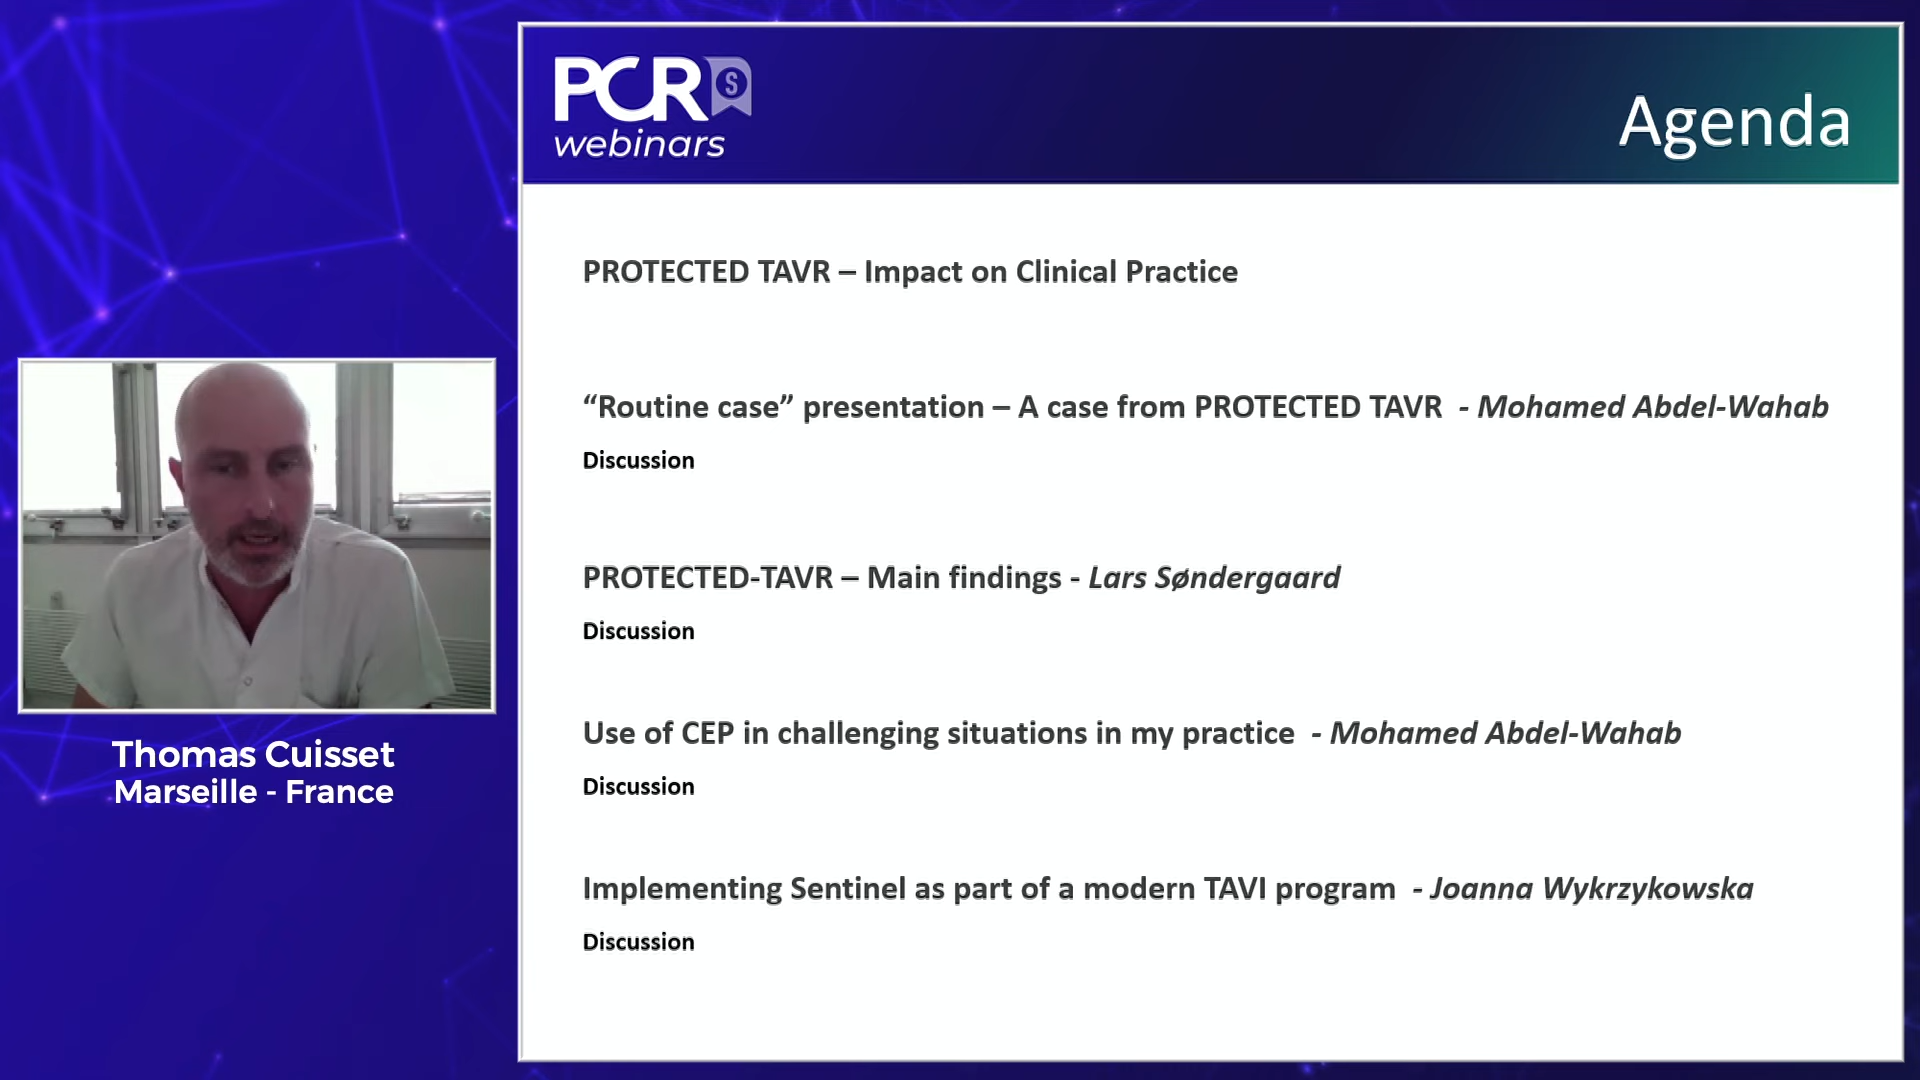 PCR S
webinars
Agenda
PROTECTED TAVR – Impact on Clinical Practice
“Routine case” presentation – A case from PROTECTED TAVR - Mohamed Abdel-Wahab
Discussion
PROTECTED-TAVR – Main findings - Lars Søndergaard
Discussion
Use of CEP in challenging situations in my practice - Mohamed Abdel-Wahab
Discussion
Implementing Sentinel as part of a modern TAVI program - Joanna Wykrzykowska
Discussion
Thomas Cuisset
Marseille - France